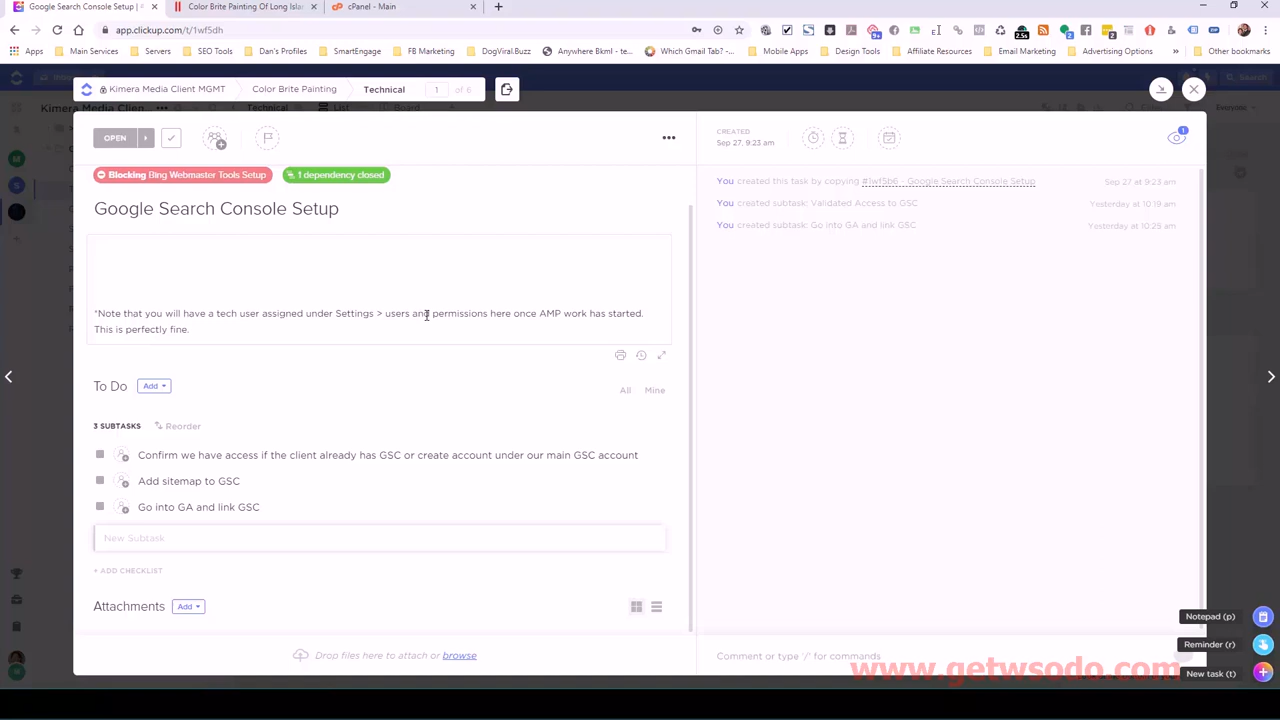 Google Search Console Setup |
Color Brite Painting Of Long Islan
cPanel - Main
app.clickup.com/t/1wf5dh
Apps
Main Services
Servers
SEO Tools
Dan's Profiles
SmartEngage
FB Marketing
DogViral.Buzz
Anywhere Bkml - te...
Which Gmail Tab? -...
Mobile Apps
Design Tools
Affiliate Resources
Email Marketing
Advertising Options
Other bookmarks
Kimera Media Client MGMT
Color Brite Painting
Technical
1 of 6
Search
Kimera Media Clien...
Technical
List
Board
Everyone
OPEN
CREATED
Sep 27, 9:23 am
1
Blocking Bing Webmaster Tools Setup
1 dependency closed
Google Search Console Setup
You created this task by copying #1wf5b6 - Google Search Console Setup
Sep 27 at 9:23 am
You created subtask: Validated Access to GSC
Yesterday at 10:19 am
You created subtask: Go into GA and link GSC
Yesterday at 10:25 am
*Note that you will have a tech user assigned under Settings > users and permissions here once AMP work has started.
This is perfectly fine.
To Do
Add
All
Mine
3 SUBTASKS
Reorder
Confirm we have access if the client already has GSC or create account under our main GSC account
Add sitemap to GSC
Go into GA and link GSC
New Subtask
+ ADD CHECKLIST
Attachments
Add
Drop files here to attach or browse
Comment or type '/' for commands
Notepad (p)
Reminder (r)
New task (t)
www.getwsodo.com